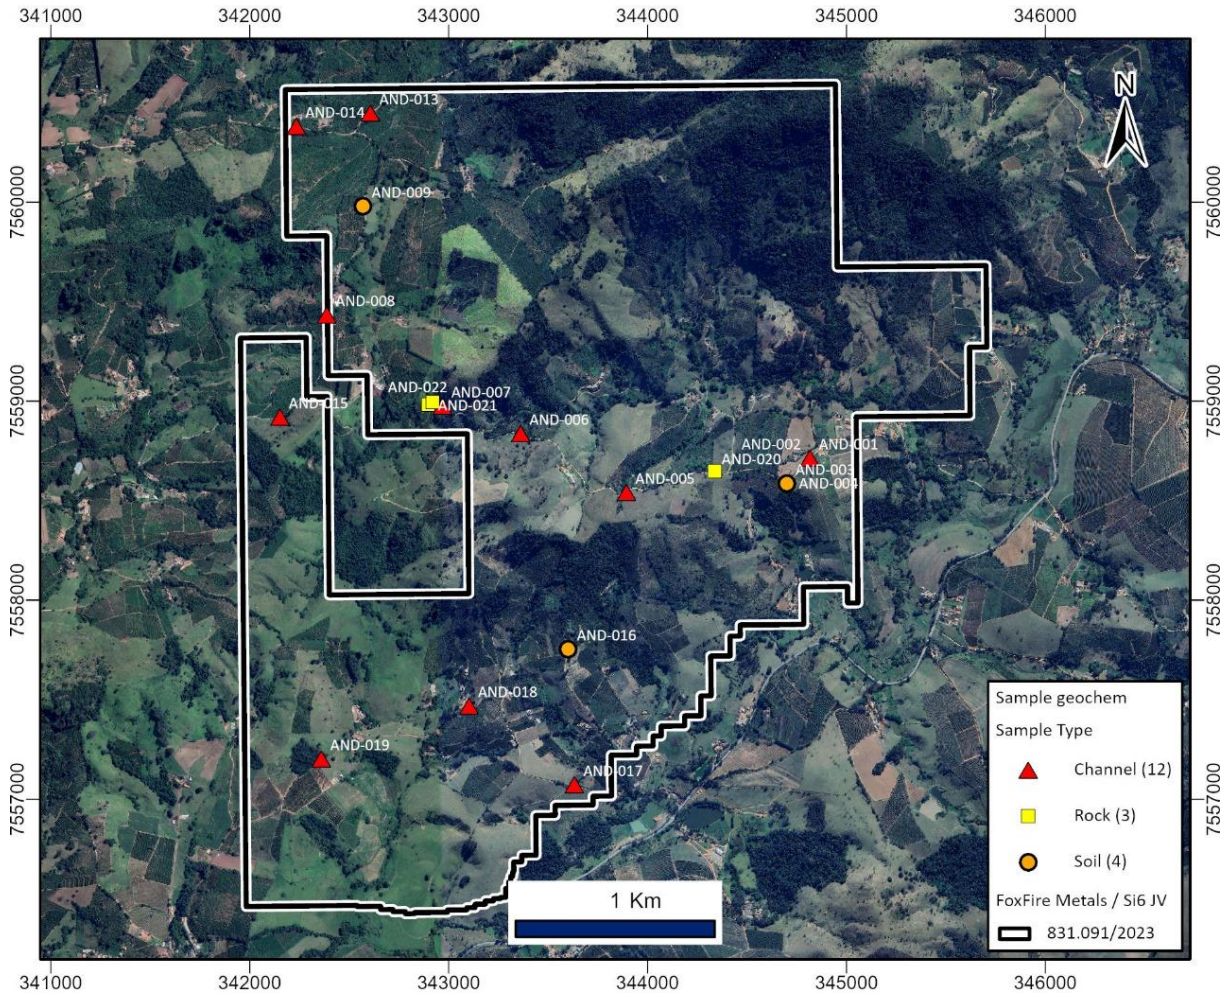 341000 342000 343000 344000 345000 346000
N
AND-013
AND-014
7560000
AND-009
7560000
AND-008
AND-022
AND-007
7559000
AND-021
7559000
AND-015
AND-006
AND-002
AND-001
AND-020
AND-003
AND-005
AND-004
7558000
7558000
AND-016
AND-018
AND-019
AND-017
7557000
7557000
Sample geochem
Sample Type
Channel (12)
Rock (3)
Soil (4)
FoxFire Metals / Si6 JV
831.091/2023
1 Km
341000 342000 343000 344000 345000 346000